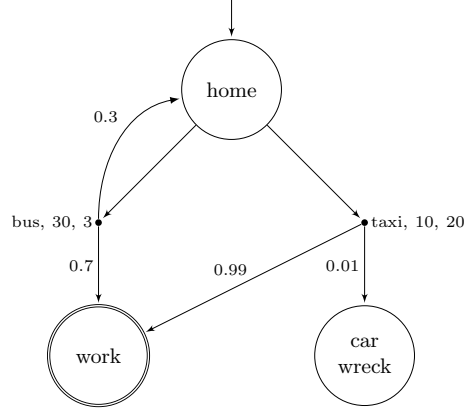 home
0.3
bus, 30, 3
taxi, 10, 20
0.7
0.99
0.01
work
car
wreck